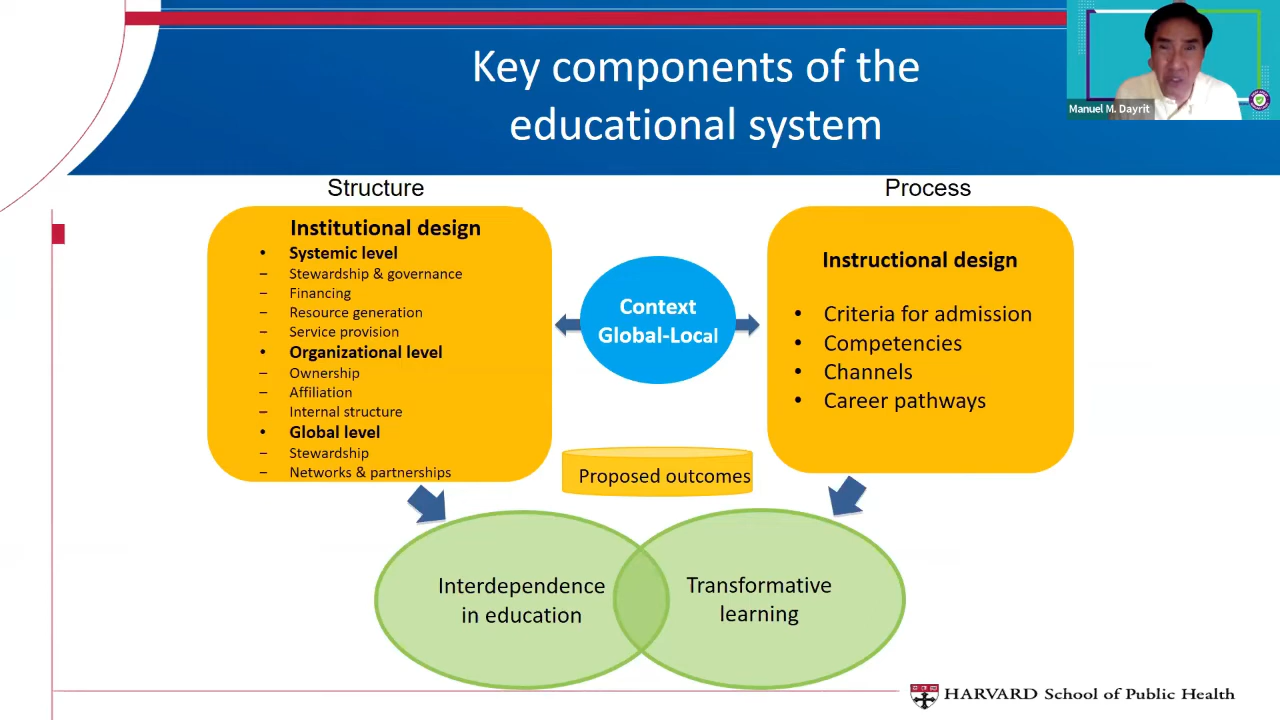 Key components of the
educational system
Manuel M. Dayrit
Structure
Process
Institutional design
• Systemic level
– Stewardship & governance
– Financing
– Resource generation
– Service provision
• Organizational level
– Ownership
– Affiliation
– Internal structure
• Global level
– Stewardship
– Networks & partnerships
Context
Global-Local
Instructional design
• Criteria for admission
• Competencies
• Channels
• Career pathways
Proposed outcomes
Interdependence
in education
Transformative
learning
HARVARD School of Public Health